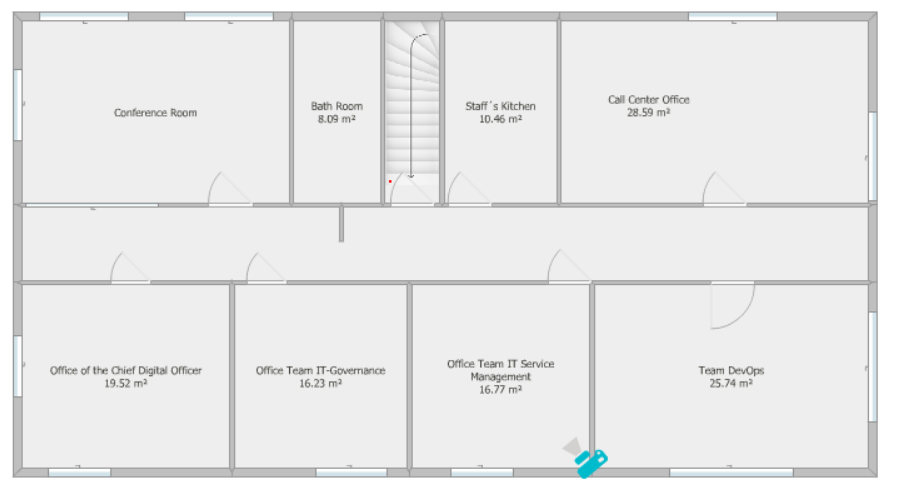 Conference Room
Bath Room
8.09 m²
Staff´s Kitchen
10.46 m²
Call Center Office
28.59 m²
Office of the Chief Digital Officer
19.52 m²
Office Team IT-Governance
16.23 m²
Office Team IT Service
Management
16.77 m²
Team DevOps
25.74 m²